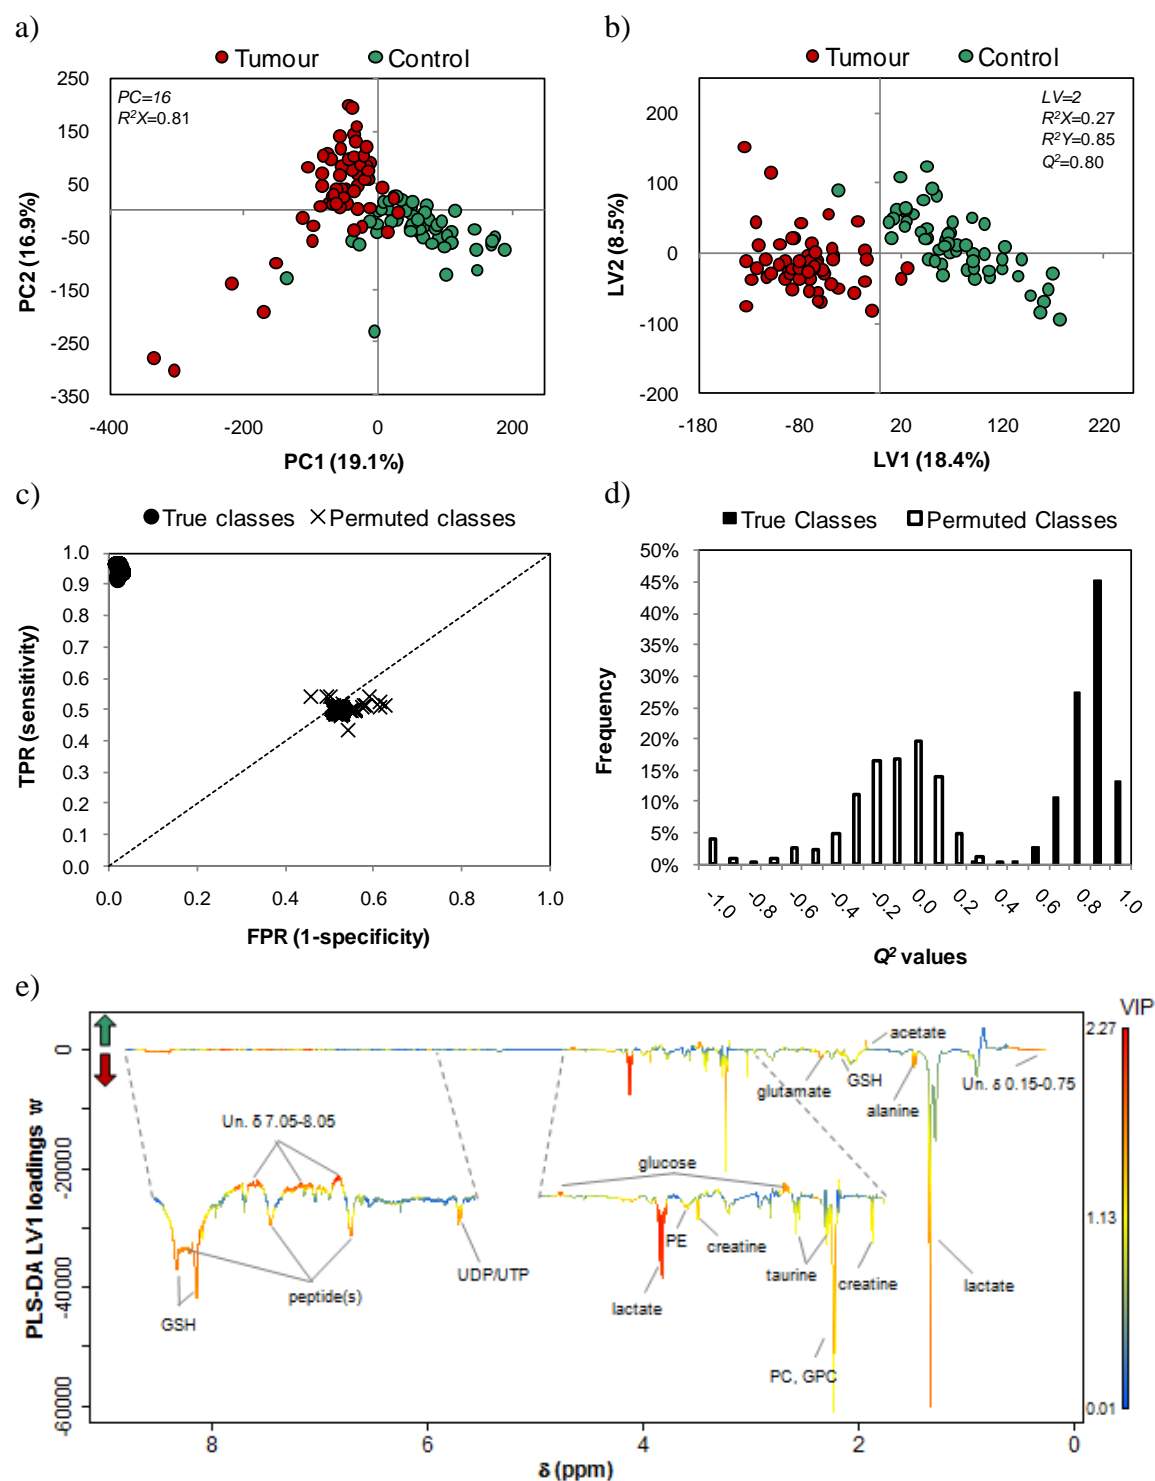 a)
Tumour Control
PC=16
R²X=0.81
250
150
50
-50
-150
-250
-350
-400 -200 0 200
PC2 (16.9%)
PC1 (19.1%)
b)
Tumour Control
LV=2
R²X=0.27
R²Y=0.85
Q²=0.80
200
100
0
-100
-200
-180 -80 20 120 220
LV2 (8.5%)
LV1 (18.4%)
c)
True classes Permuted classes
1.0
0.9
0.8
0.7
0.6
0.5
0.4
0.3
0.2
0.1
0.0
0.0 0.2 0.4 0.6 0.8 1.0
TPR (sensitivity)
FPR (1-specificity)
d)
True Classes Permuted Classes
50%
45%
40%
35%
30%
25%
20%
15%
10%
5%
0%
-1.0 -0.8 -0.6 -0.4 -0.2 0.0 0.2 0.4 0.6 0.8 1.0
Frequency
Q² values
e)
VIP
2.27
1.13
0.01
0
-20000
-40000
-60000
PLS-DA LV1 loadings w
acetate
glutamate
GSH
alanine
Un. δ 0.15-0.75
Un. δ 7.05-8.05
glucose
PE
creatine
UDP/UTP
taurine
creatine
lactate
lactate
peptide(s)
GSH
PC, GPC
8 6 4 2 0
δ (ppm)